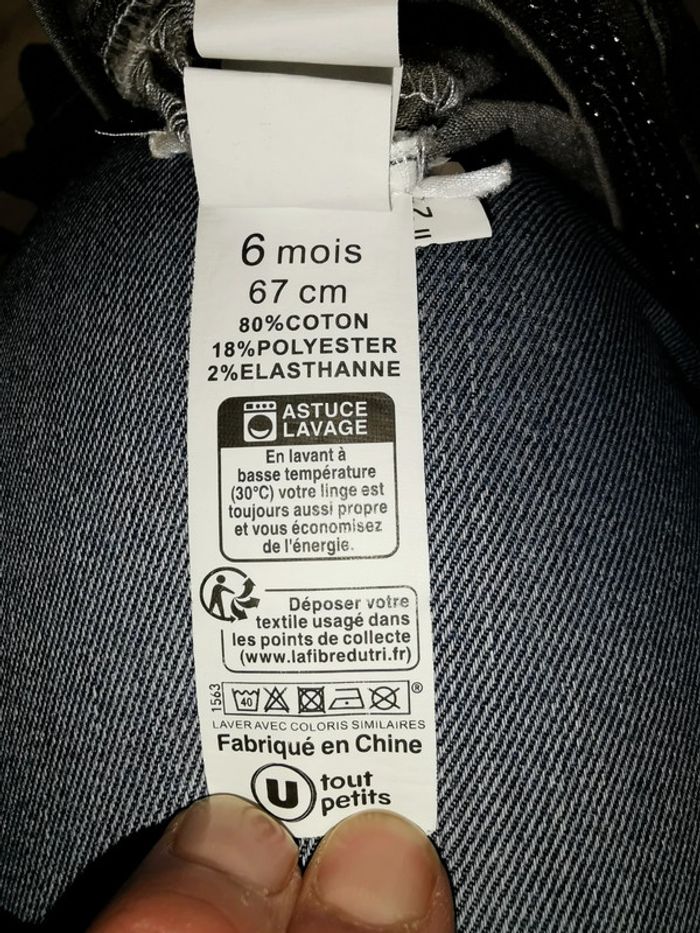 6 mois
67 cm
80%COTON
18%POLYESTER
2%ELASTHANNE
ASTUCE
LAVAGE
En lavant à
basse température
(30°C) votre linge est
toujours aussi propre
et vous économisez
de l'énergie.
Déposer votre
textile usagé dans
les points de collecte
(www.lafibredutri.fr)
1563
40
®
LAVER AVEC COLORIS SIMILAIRES
Fabriqué en Chine
U tout
petits